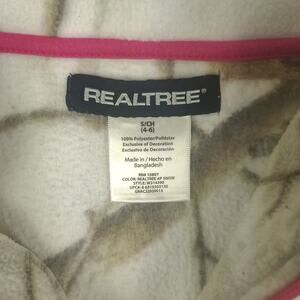 REALTREE®
S/CH
(4-6)
100% Polyester/Poliéster
Exclusive of Decoration
Exclusivo de Decoración
Made in / Hecho en
Bangladesh
RN# 15897
COLOR: REALTREE AP SNOW